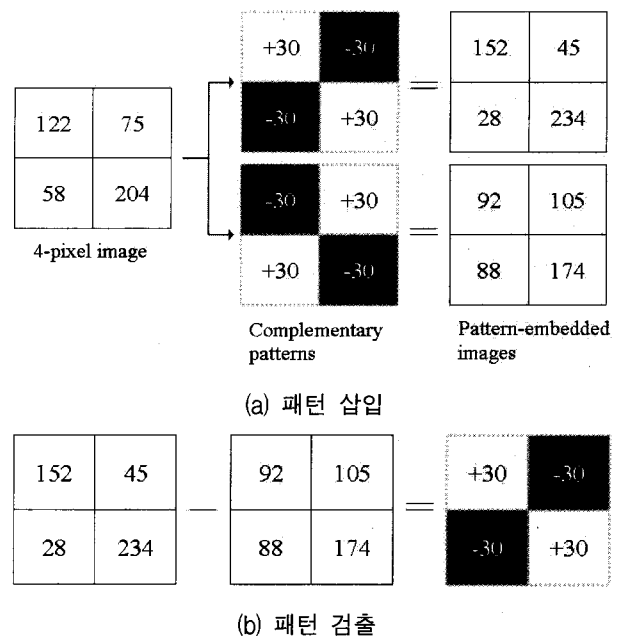 +30 -30 152 45
-30 +30 28 234
122 75
58 204
4-pixel image
-30 +30 92 105
+30 -30 88 174
Complementary patterns
Pattern-embedded images
(a) 패턴 삽입
152 45 92 105 +30 -30
28 234 88 174 -30 +30
(b) 패턴 검출